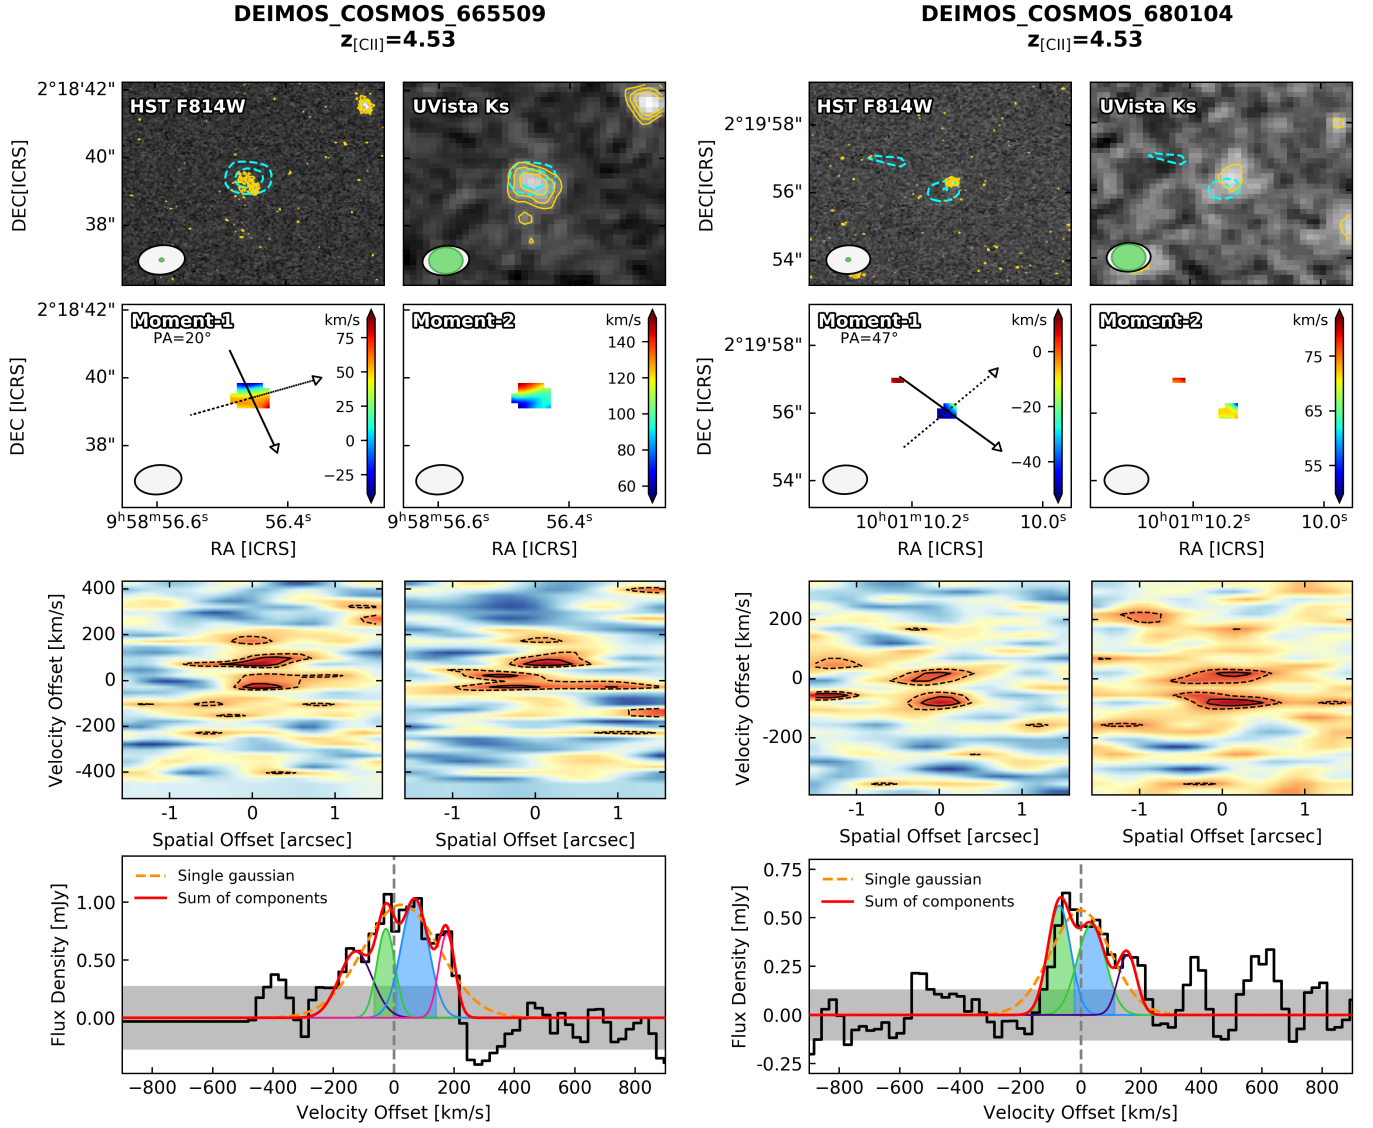 DEIMOS_COSMOS_665509
z[CII]=4.53
HST F814W
UVista Ks
2°18'42"
40"
38"
DEC[ICRS]
Moment-1
PA=20°
km/s
75
50
25
0
−25
Moment-2
km/s
140
120
100
80
60
2°18'42"
40"
38"
DEC [ICRS]
9h58m56.6s
56.4s
9h58m56.6s
56.4s
RA [ICRS]
RA [ICRS]
400
200
0
-200
-400
Velocity Offset [km/s]
-1
0
1
-1
0
1
Spatial Offset [arcsec]
Spatial Offset [arcsec]
Single gaussian
Sum of components
1.00
0.50
0.00
Flux Density [mJy]
−800 −600 −400 −200 0 200 400 600 800
Velocity Offset [km/s]
DEIMOS_COSMOS_680104
z[CII]=4.53
HST F814W
UVista Ks
2°19'58"
56"
54"
DEC[ICRS]
Moment-1
PA=47°
km/s
0
−20
−40
Moment-2
km/s
75
65
55
2°19'58"
56"
54"
DEC [ICRS]
10h01m10.2s
10.0s
10h01m10.2s
10.0s
RA [ICRS]
RA [ICRS]
200
0
-200
Velocity Offset [km/s]
-1
0
1
-1
0
1
Spatial Offset [arcsec]
Spatial Offset [arcsec]
Single gaussian
Sum of components
0.75
0.50
0.25
0.00
-0.25
Flux Density [mJy]
−800 −600 −400 −200 0 200 400 600 800
Velocity Offset [km/s]